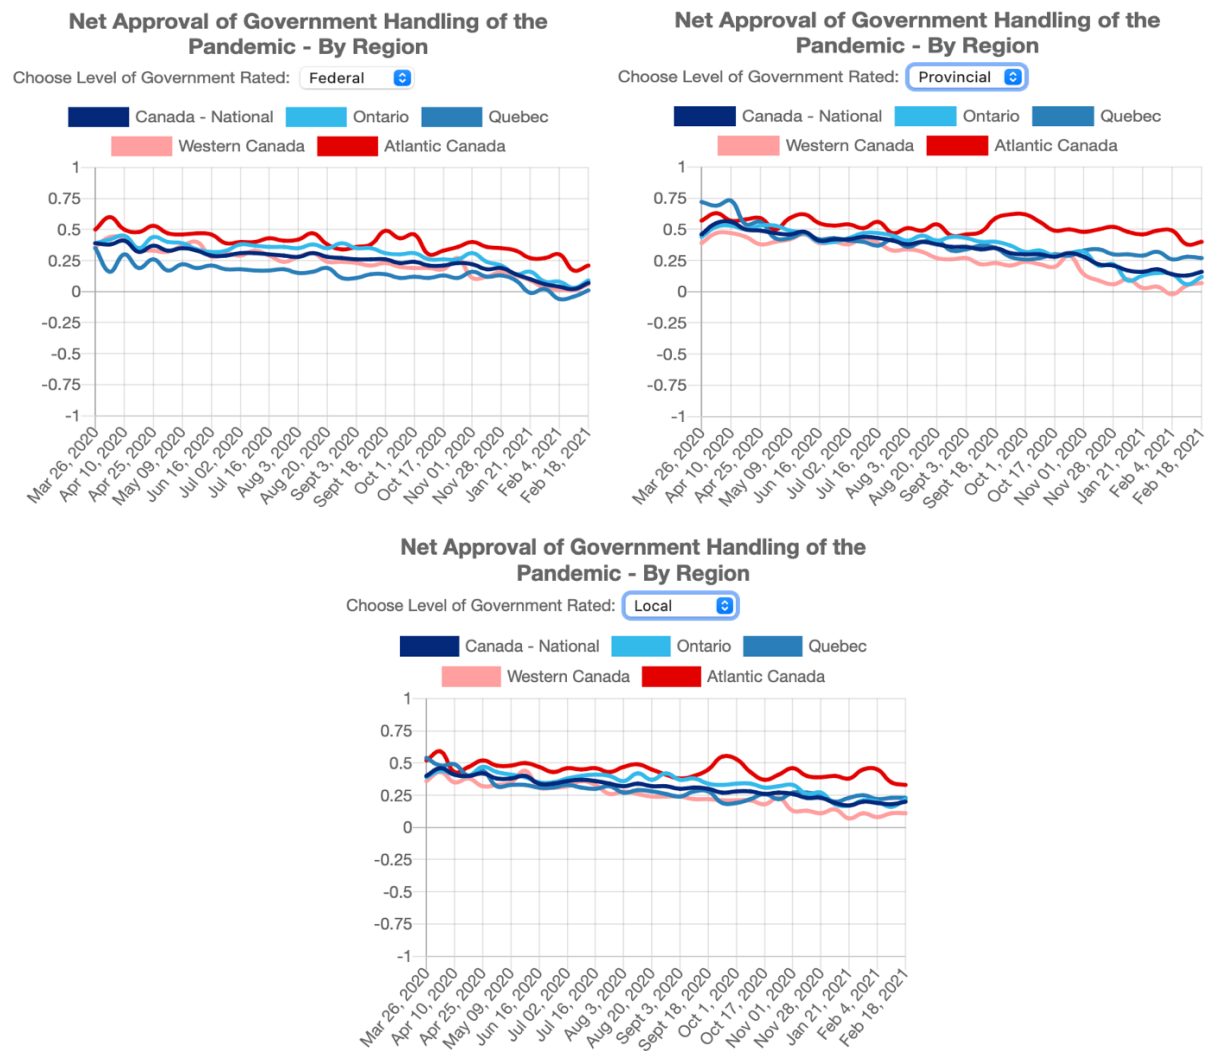 Net Approval of Government Handling of the
Pandemic - By Region
Choose Level of Government Rated: Federal
Canada - National Ontario Quebec
Western Canada Atlantic Canada
1
0.75
0.5
0.25
0
-0.25
-0.5
-0.75
-1
Mar 26, 2020
Apr 10, 2020
Apr 25, 2020
May 09, 2020
Jun 16, 2020
Jul 02, 2020
Jul 16, 2020
Aug 3, 2020
Aug 20, 2020
Sept 3, 2020
Sept 18, 2020
Oct 1, 2020
Oct 17, 2020
Nov 01, 2020
Nov 28, 2020
Jan 21, 2021
Feb 4, 2021
Feb 18, 2021
Net Approval of Government Handling of the
Pandemic - By Region
Choose Level of Government Rated: Provincial
Canada - National Ontario Quebec
Western Canada Atlantic Canada
1
0.75
0.5
0.25
0
-0.25
-0.5
-0.75
-1
Mar 26, 2020
Apr 10, 2020
Apr 25, 2020
May 09, 2020
Jun 16, 2020
Jul 02, 2020
Jul 16, 2020
Aug 3, 2020
Aug 20, 2020
Sept 3, 2020
Sept 18, 2020
Oct 1, 2020
Oct 17, 2020
Nov 01, 2020
Nov 28, 2020
Jan 21, 2021
Feb 4, 2021
Feb 18, 2021
Net Approval of Government Handling of the
Pandemic - By Region
Choose Level of Government Rated: Local
Canada - National Ontario Quebec
Western Canada Atlantic Canada
1
0.75
0.5
0.25
0
-0.25
-0.5
-0.75
-1
Mar 26, 2020
Apr 10, 2020
Apr 25, 2020
May 09, 2020
Jun 16, 2020
Jul 02, 2020
Jul 16, 2020
Aug 3, 2020
Aug 20, 2020
Sept 3, 2020
Sept 18, 2020
Oct 1, 2020
Oct 17, 2020
Nov 01, 2020
Nov 28, 2020
Jan 21, 2021
Feb 4, 2021
Feb 18, 2021